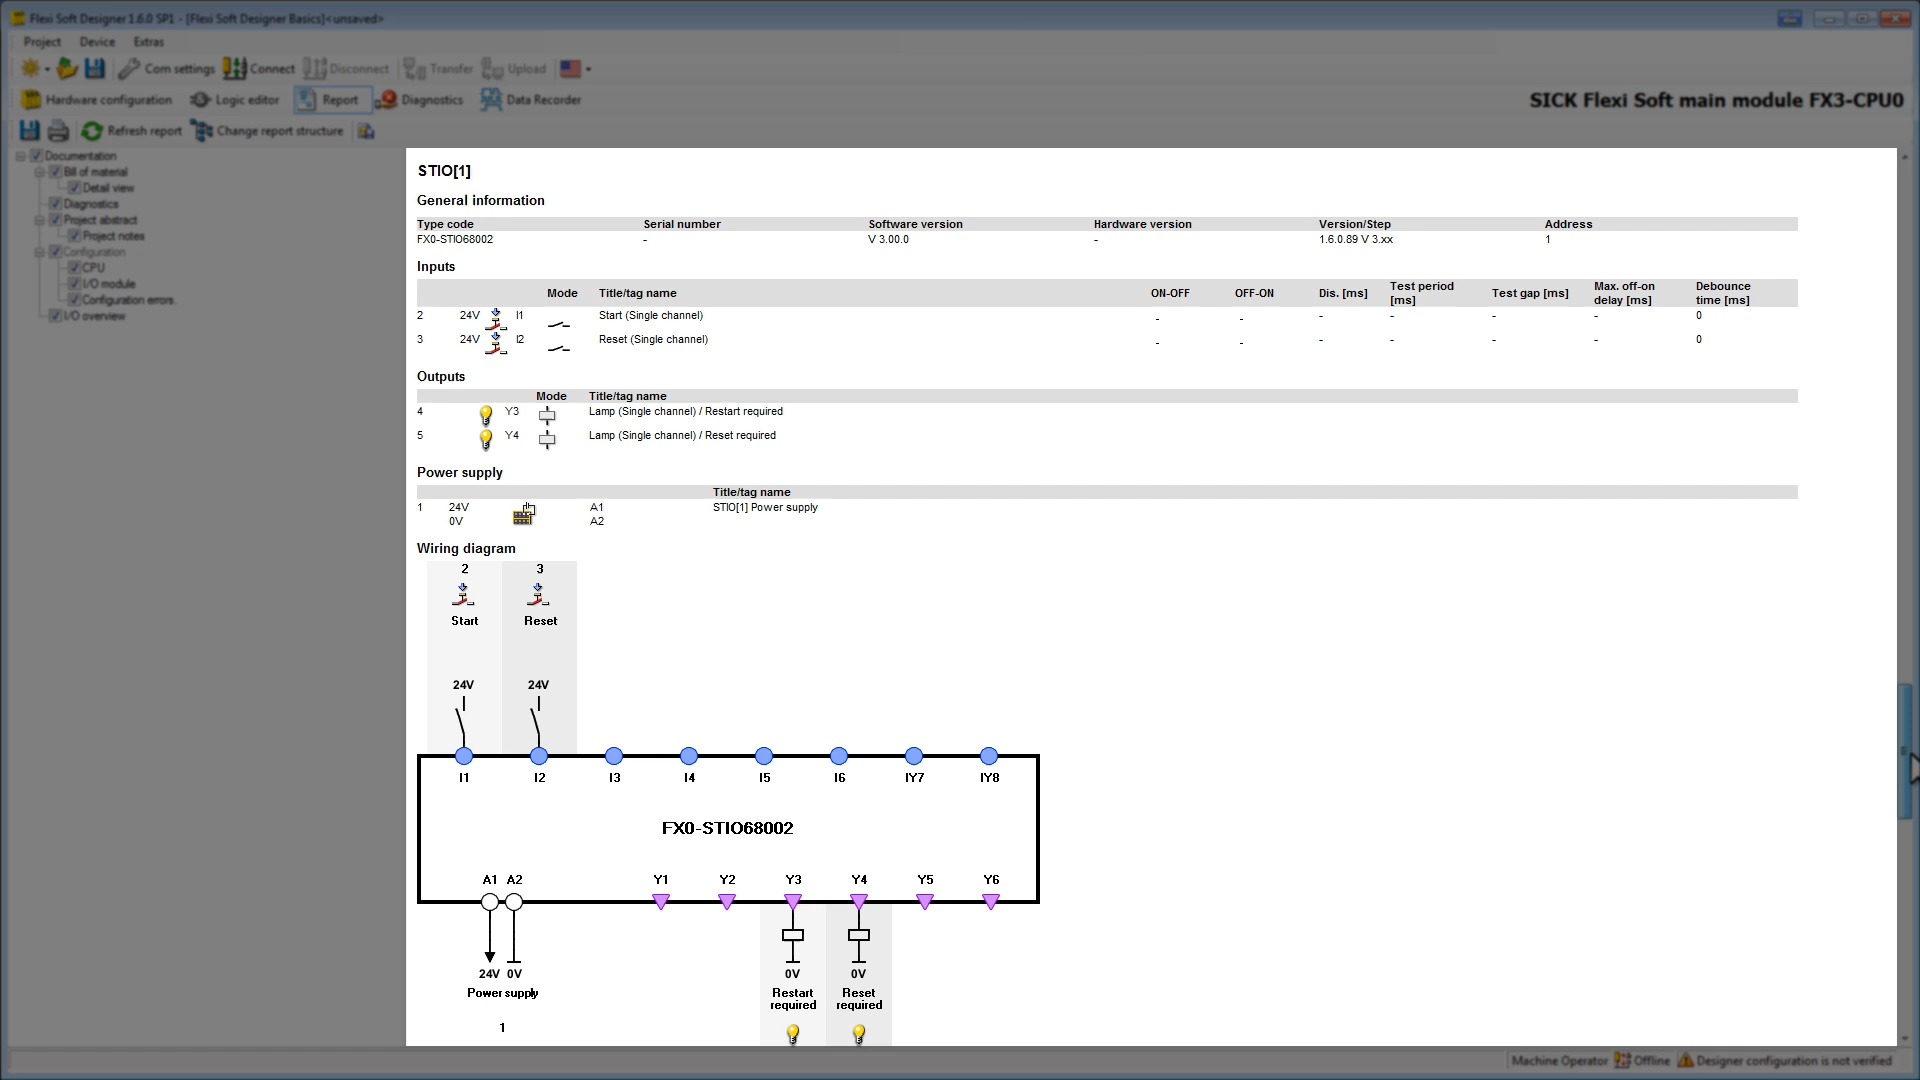 Flexi Soft Designer 1.6.0 SP1 - [Flexi Soft Designer Basics]<unsaved>
Project Device Extras
Com settings Connect Disconnect Transfer Upload
Hardware configuration Logic editor Report Diagnostics Data Recorder SICK Flexi Soft main module FX3-CPU0
Refresh report Change report structure
Documentation
Bill of material
Detail view
Diagnostics
Project abstract
Project notes
Configuration
CPU
I/O module
Configuration errors.
I/O overview
STIO[1]
General information
Type code Serial number Software version Hardware version Version/Step Address
FX0-STIO68002 - V 3.00.0 - 1.6.0.89 V 3.xx 1
Inputs
Mode Title/tag name ON-OFF OFF-ON Dis. [ms] Test period [ms] Test gap [ms] Max. off-on delay [ms] Debounce time [ms]
2 24V I1 Start (Single channel) - - - - - - 0
3 24V I2 Reset (Single channel) - - - - - - 0
Outputs
Mode Title/tag name
4 Y3 Lamp (Single channel) / Restart required
5 Y4 Lamp (Single channel) / Reset required
Power supply
Title/tag name
1 24V A1 STIO[1] Power supply
0V A2
Wiring diagram
2 3
Start Reset
24V 24V
I1 I2 I3 I4 I5 I6 IY7 IY8
FX0-STIO68002
A1 A2 Y1 Y2 Y3 Y4 Y5 Y6
24V 0V 0V 0V
Power supply Restart required Reset required
1
Machine Operator Offline Designer configuration is not verified